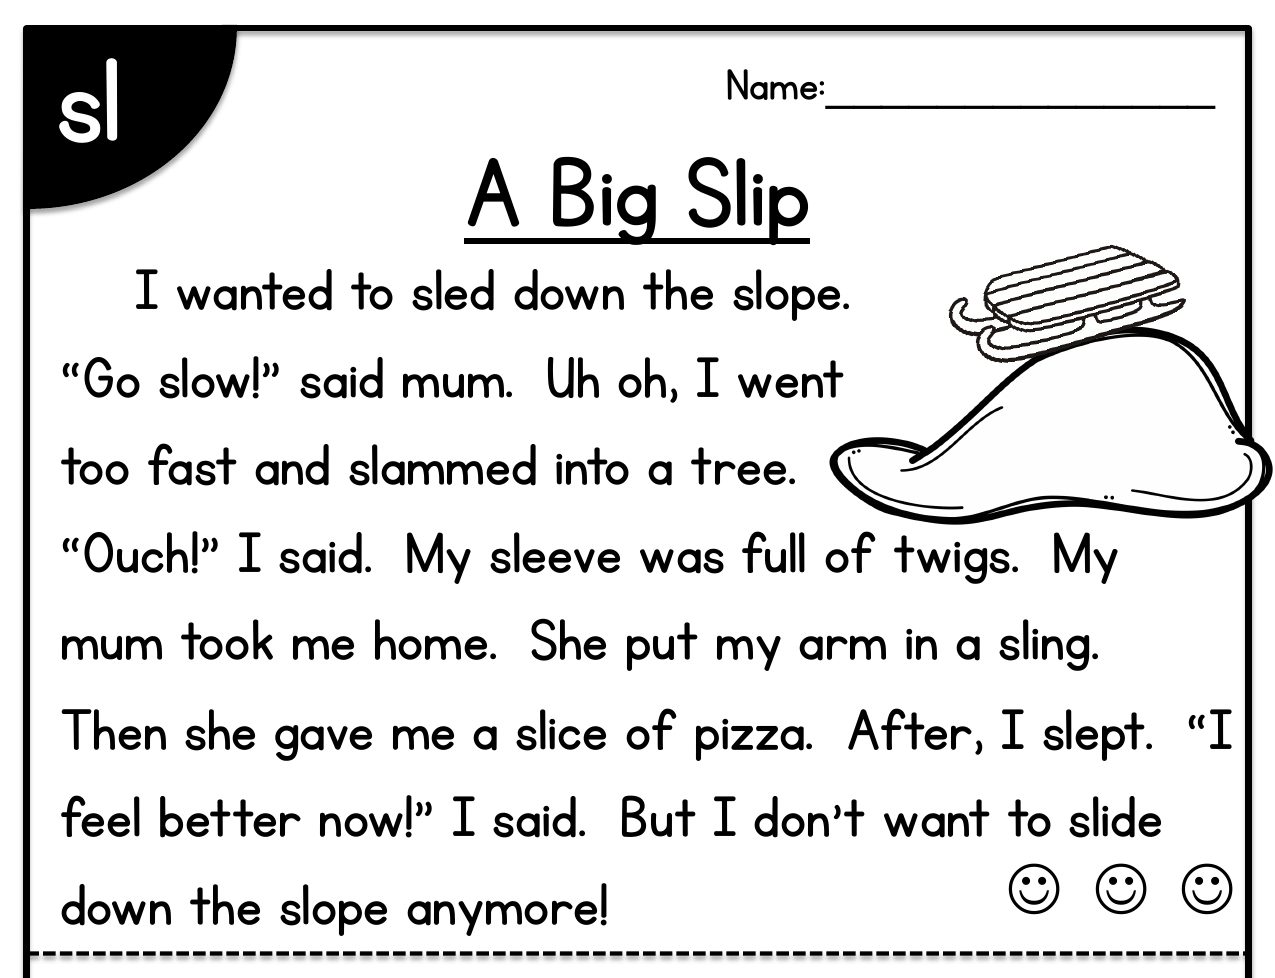 sl
Name:
A Big Slip
I wanted to sled down the slope.
“Go slow!” said mum. Uh oh, I went
too fast and slammed into a tree.
“Ouch!” I said. My sleeve was full of twigs. My
mum took me home. She put my arm in a sling.
Then she gave me a slice of pizza. After, I slept. “I
feel better now!” I said. But I don’t want to slide
down the slope anymore!